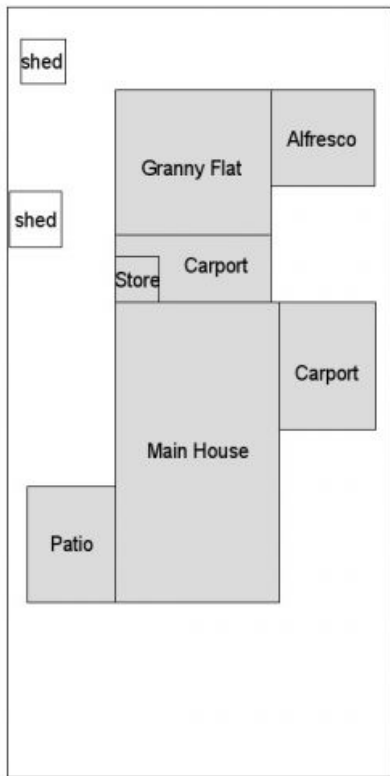 shed
Alfresco
Granny Flat
shed
Carport
Store
Carport
Main House
Patio